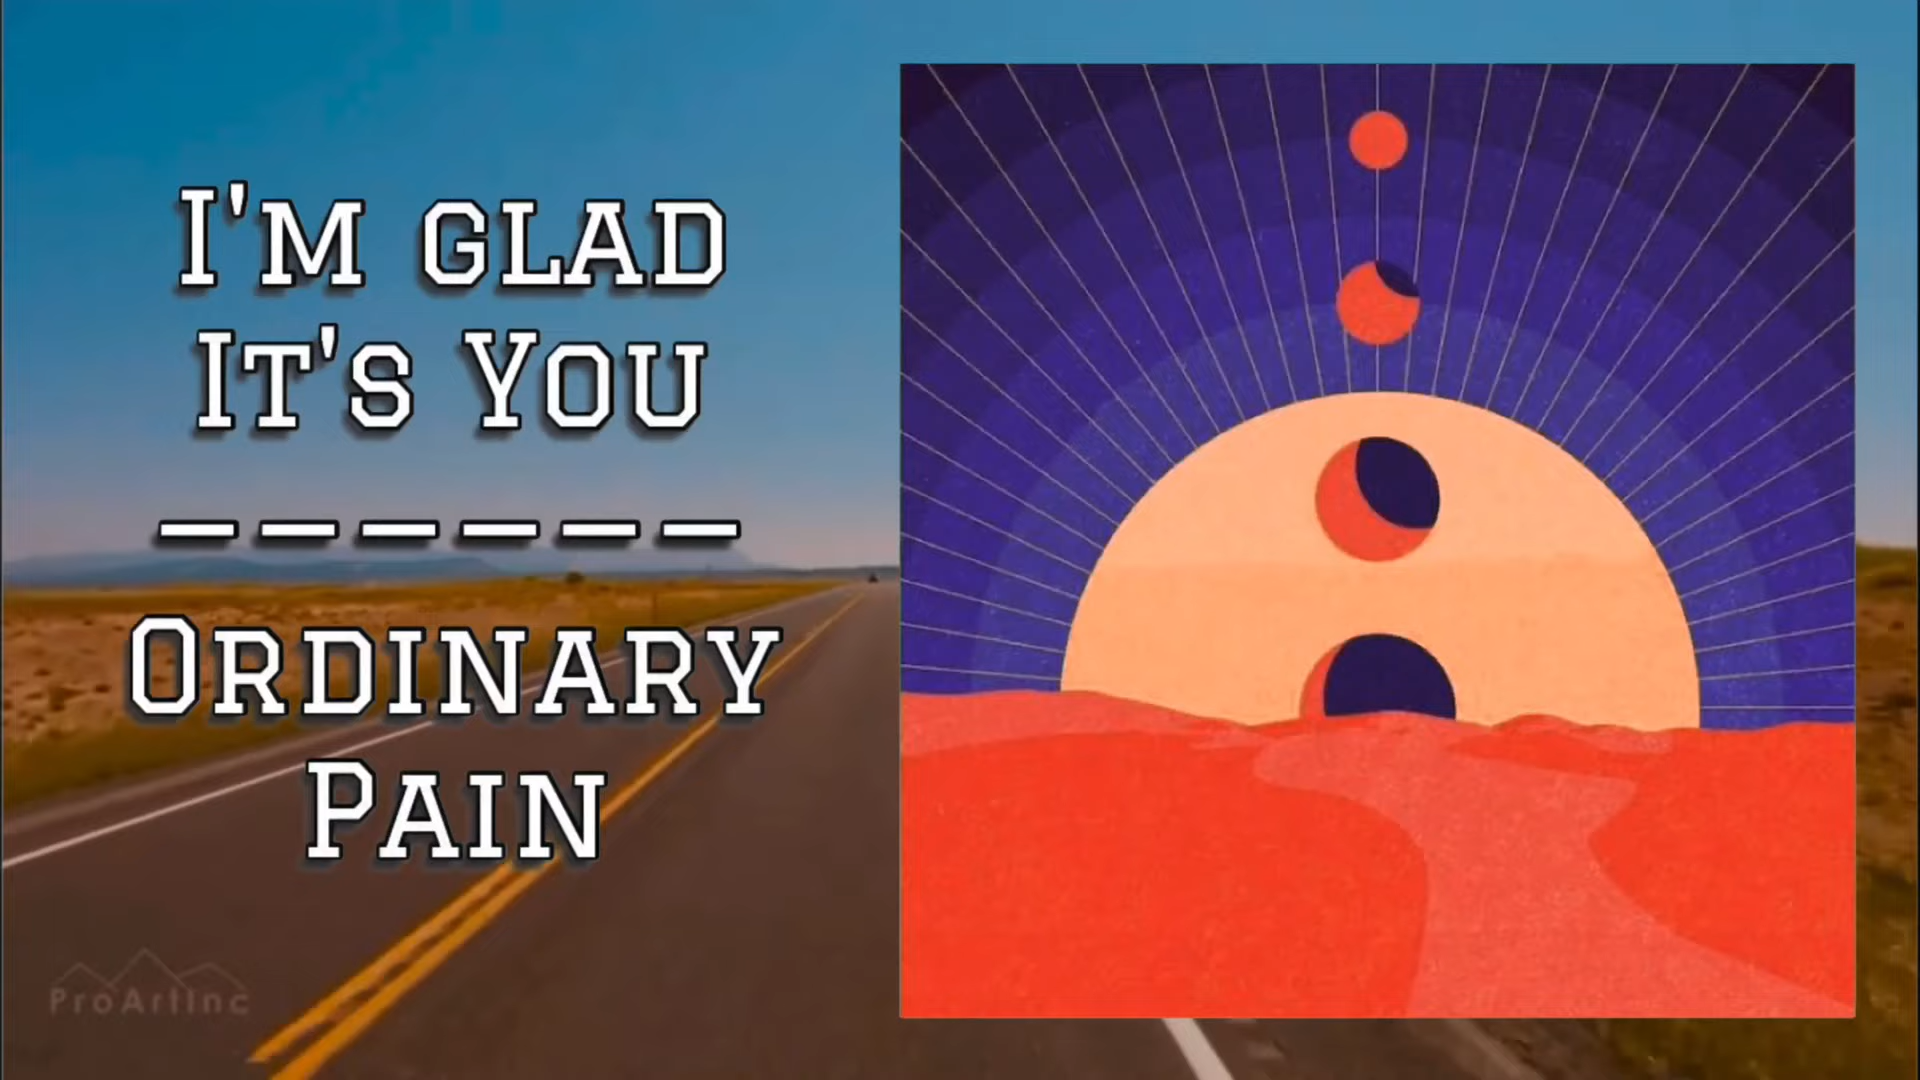 I'm glad
It's You
— — — — — —
Ordinary
Pain
ProArtInc